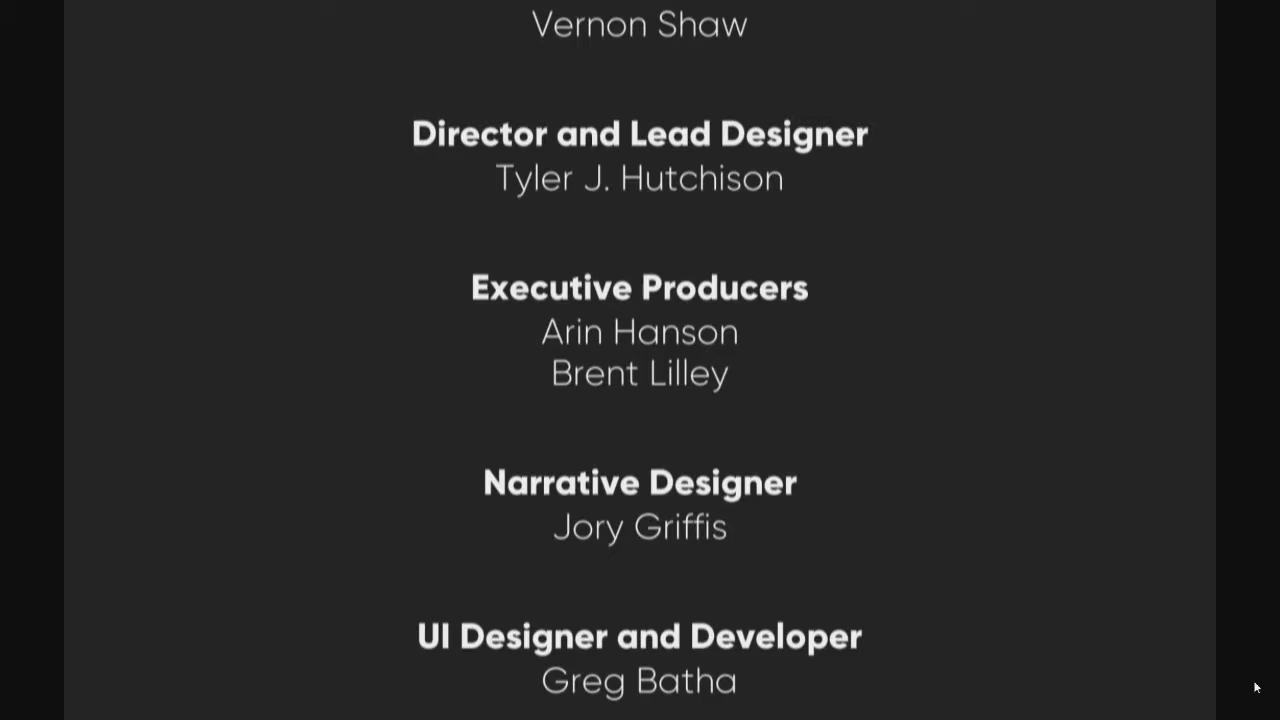 Vernon Shaw
Director and Lead Designer
Tyler J. Hutchison
Executive Producers
Arin Hanson
Brent Lilley
Narrative Designer
Jory Griffis
UI Designer and Developer
Greg Batha